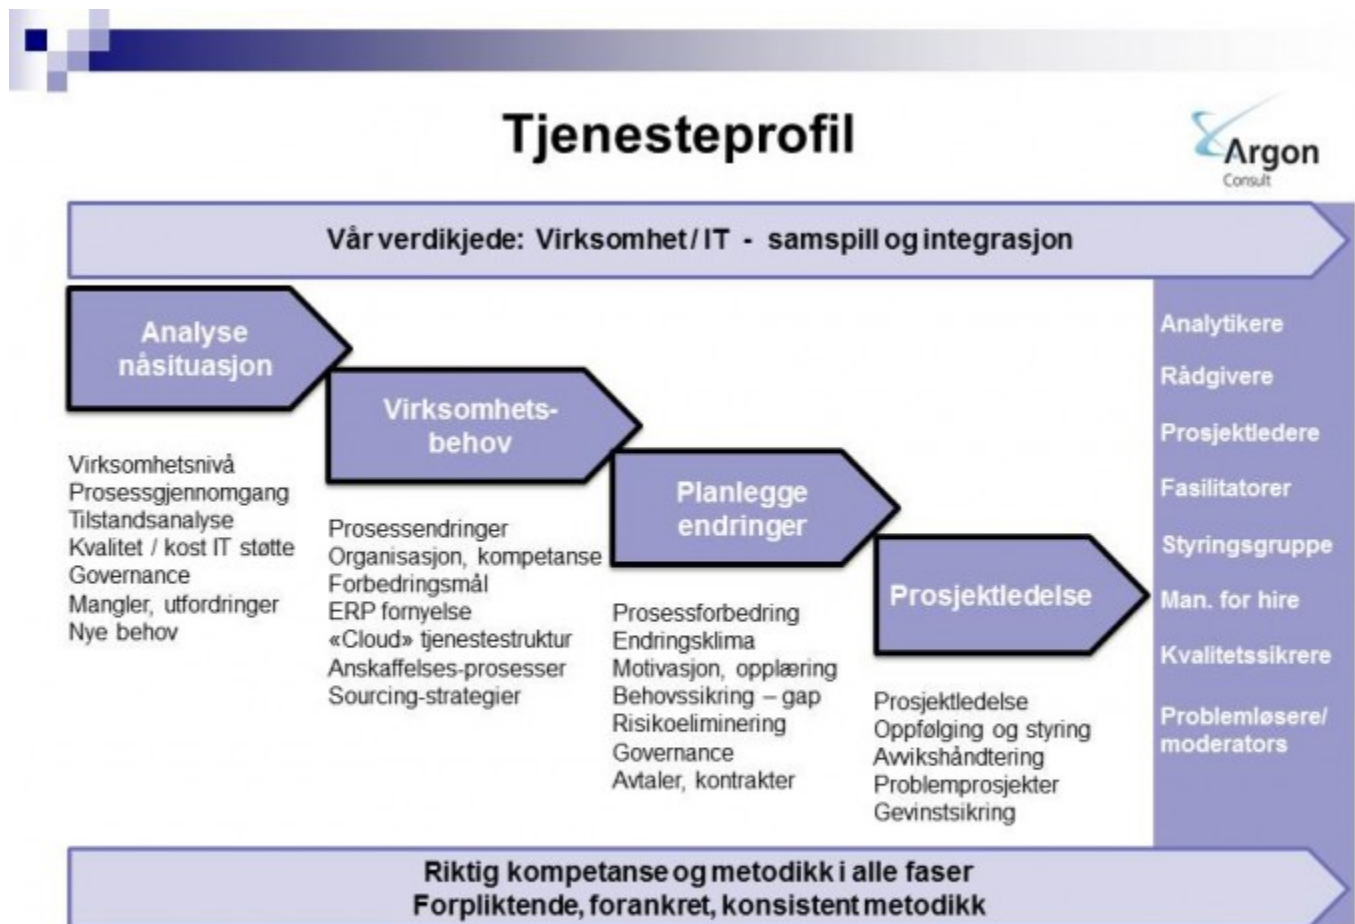 Tjenesteprofil
Argon
Consult
Vår verdikjede: Virksomhet / IT - samspill og integrasjon
Analyse
nåsituasjon
Virksomhetsnivå
Prosessgjennomgang
Tilstandsanalyse
Kvalitet / kost IT støtte
Governance
Mangler, utfordringer
Nye behov
Virksomhets-
behov
Prosessendringer
Organisasjon, kompetanse
Forbedringsmål
ERP fornyelse
«Cloud» tjenestestruktur
Anskaffelses-prosesser
Sourcing-strategier
Planlegge
endringer
Prosessforbedring
Endringsklima
Motivasjon, opplæring
Behovssikring – gap
Risikoeliminering
Governance
Avtaler, kontrakter
Prosjektledelse
Prosjektledelse
Oppfølging og styring
Avvikshåndtering
Problemprosjekter
Gevinstsikring
Analytikere
Rådgivere
Prosjektledere
Fasilitatorer
Styringsgruppe
Man. for hire
Kvalitetssikrere
Problemløsere/
moderators
Riktig kompetanse og metodikk i alle faser
Forpliktende, forankret, konsistent metodikk